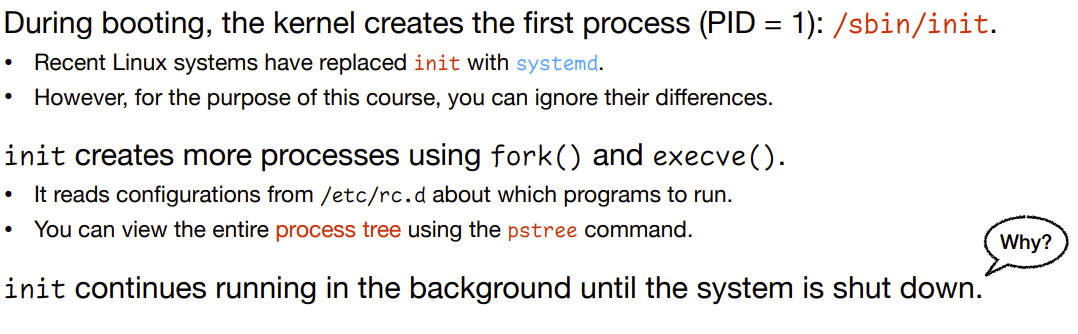 During booting, the kernel creates the first process (PID = 1): /sbin/init.
• Recent Linux systems have replaced init with systemd.
• However, for the purpose of this course, you can ignore their differences.
init creates more processes using fork() and execve().
• It reads configurations from /etc/rc.d about which programs to run.
• You can view the entire process tree using the pstree command.
Why?
init continues running in the background until the system is shut down.